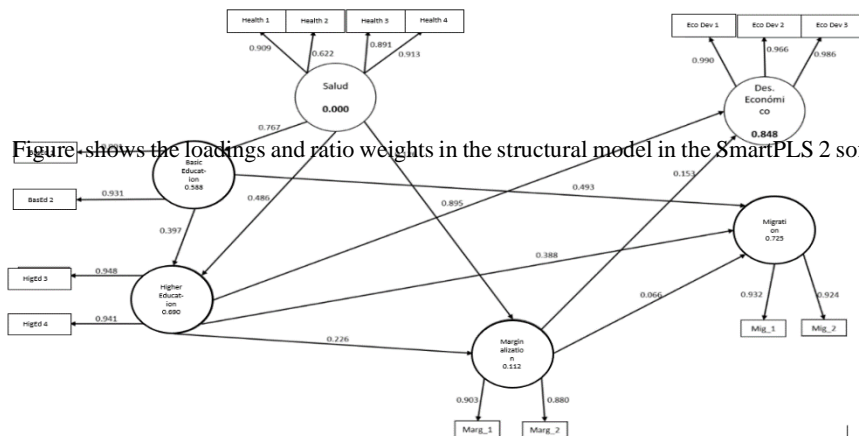 Health 1 Health 2 Health 3 Health 4
Eco Dev 1 Eco Dev 2 Eco Dev 3
0.909 0.622 0.891 0.913
0.990 0.966 0.986
Salud
0.000
Des.
Económi
co
0.848
0.767
Figure shows the loadings and ratio weights in the structural model in the SmartPLS 2 so
Basic
Educat-
ion
0.588
0.153
BasEd 2
0.931
0.486
0.895
0.493
0.397
Migrati
on
0.725
0.388
HigEd 3
0.948
Higher
Educat-
ion
0.690
0.066
0.932 0.924
HigEd 4
0.941
0.226
Mig_1 Mig_2
Margin
alizatio
n
0.112
0.903 0.880
Marg_1 Marg_2